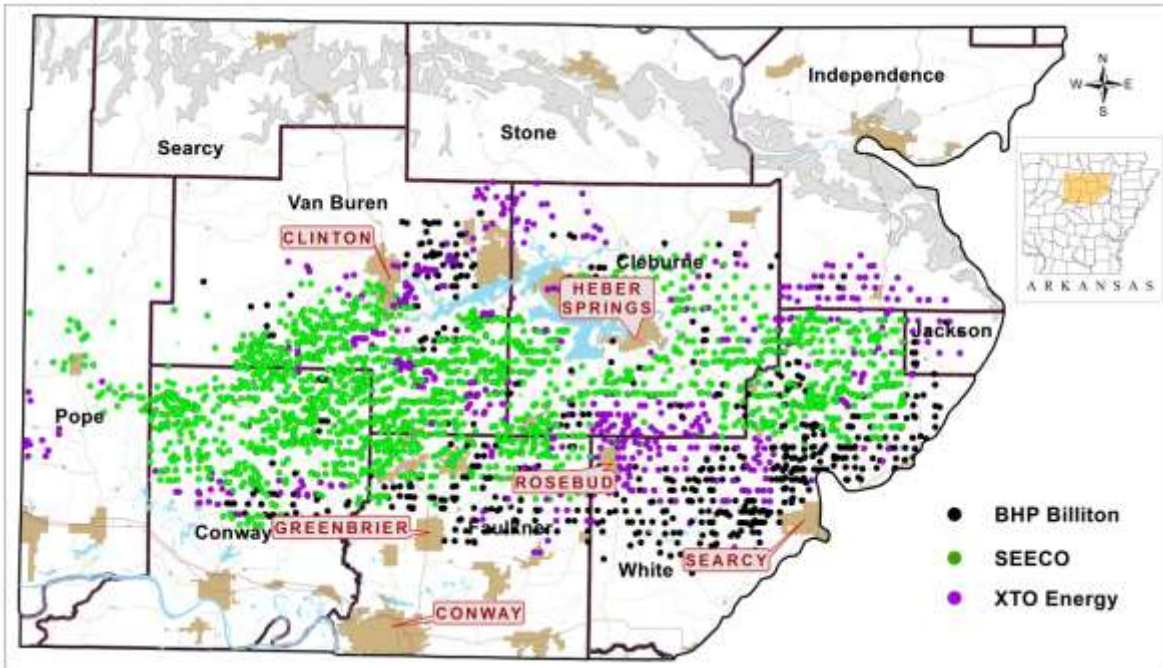 Independence
N
W E
S
Stone
Searcy
Van Buren
CLINTON
Cleburne
HEBER
SPRINGS
ARKANSAS
Jackson
Pope
ROSEBUD
BHP Billiton
GREENBRIER
Faulkner
Conway
SEARCY
SEECO
White
XTO Energy
CONWAY